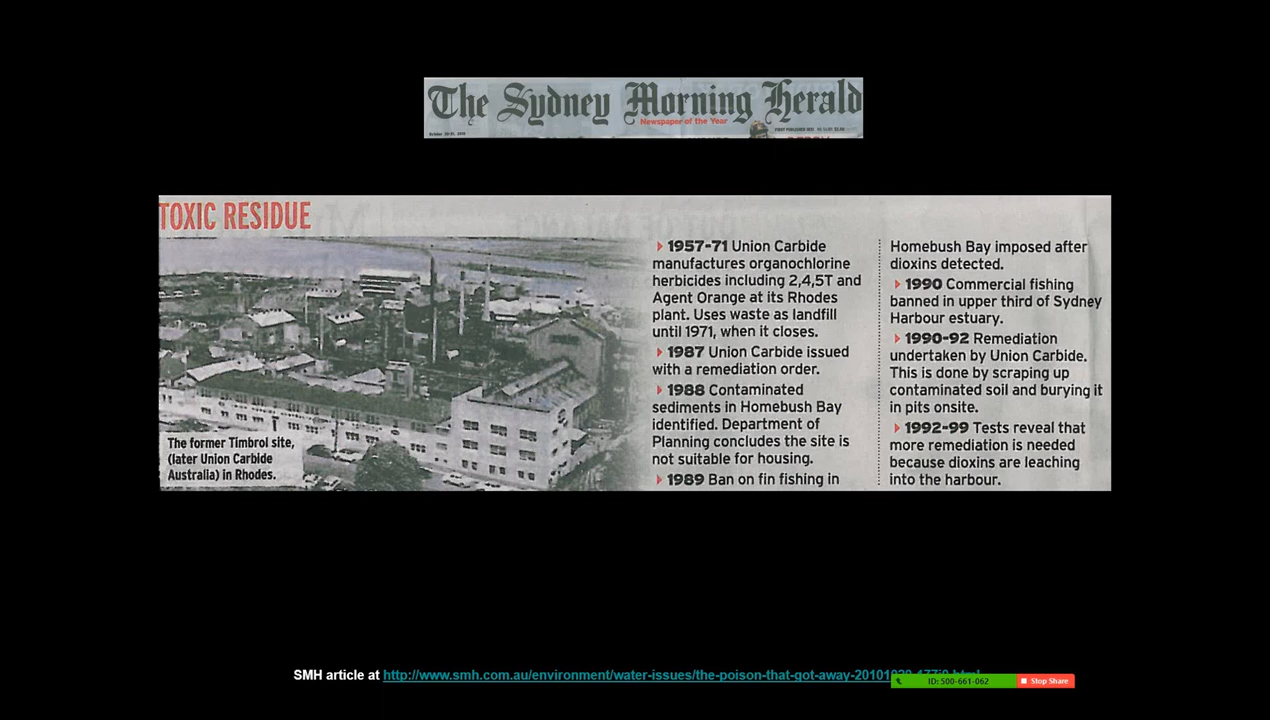 The Sydney Morning Herald
Newspaper of the Year
TOXIC RESIDUE
The former Timbrol site,
(later Union Carbide
Australia) in Rhodes.
1957-71 Union Carbide
manufactures organochlorine
herbicides including 2,4,5T and
Agent Orange at its Rhodes
plant. Uses waste as landfill
until 1971, when it closes.
1987 Union Carbide issued
with a remediation order.
1988 Contaminated
sediments in Homebush Bay
identified. Department of
Planning concludes the site is
not suitable for housing.
1989 Ban on fin fishing in
Homebush Bay imposed after
dioxins detected.
1990 Commercial fishing
banned in upper third of Sydney
Harbour estuary.
1990-92 Remediation
undertaken by Union Carbide.
This is done by scraping up
contaminated soil and burying it
in pits onsite.
1992-99 Tests reveal that
more remediation is needed
because dioxins are leaching
into the harbour.
SMH article at http://www.smh.com.au/environment/water-issues/the-poison-that-got-away-20101
ID: 500-661-062 Stop Share